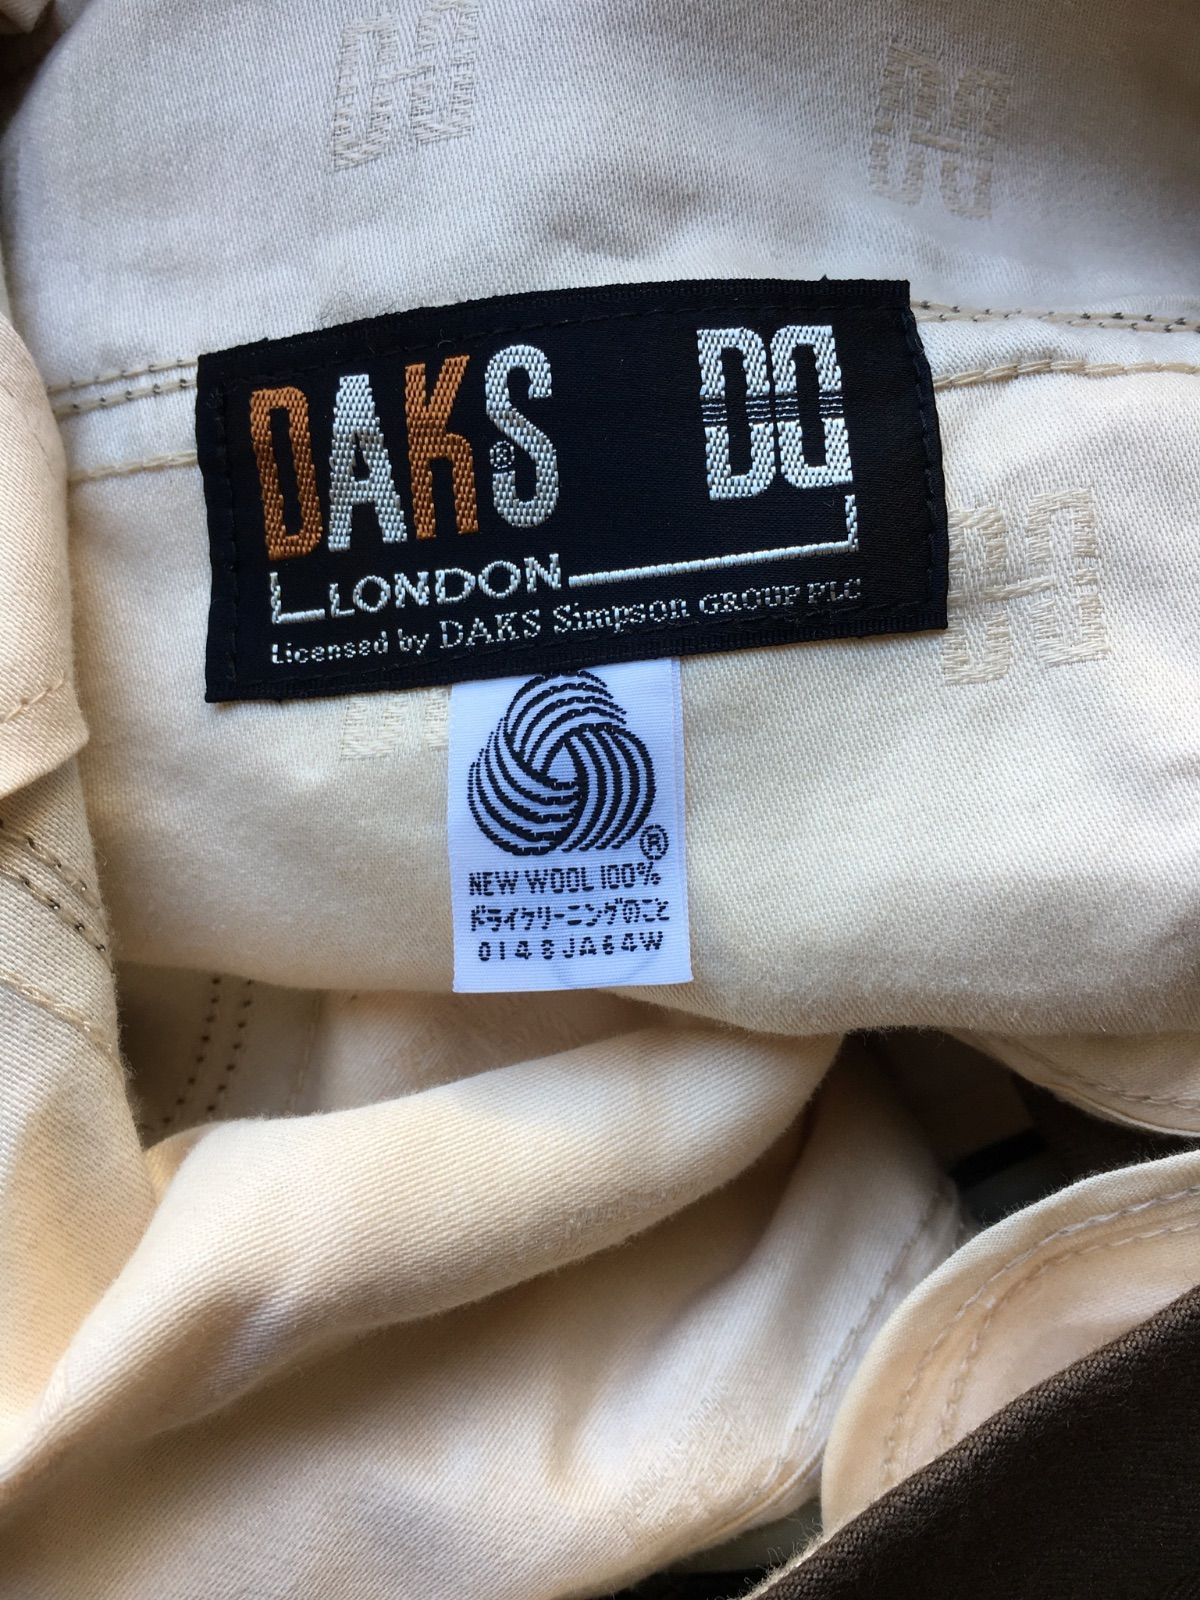 DAKS® DD
LONDON
Licensed by DAKS Simpson GROUP PLC
®
NEW WOOL 100%
ドライクリーニングのこと
0148JA64W